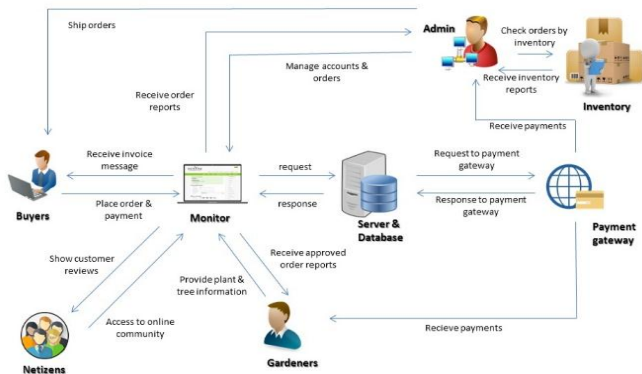 Ship orders
Admin
Check orders by
inventory
Manage accounts &
orders
Receive inventory
reports
Inventory
Receive order
reports
Receive payments
Receive invoice
message
request
Request to payment
gateway
Place order &
payment
response
Response to payment
gateway
Buyers
Monitor
Server &
Database
Payment
gateway
Show customer
reviews
Receive approved
order reports
Provide plant &
tree information
Access to online
community
Recieve payments
Netizens
Gardeners